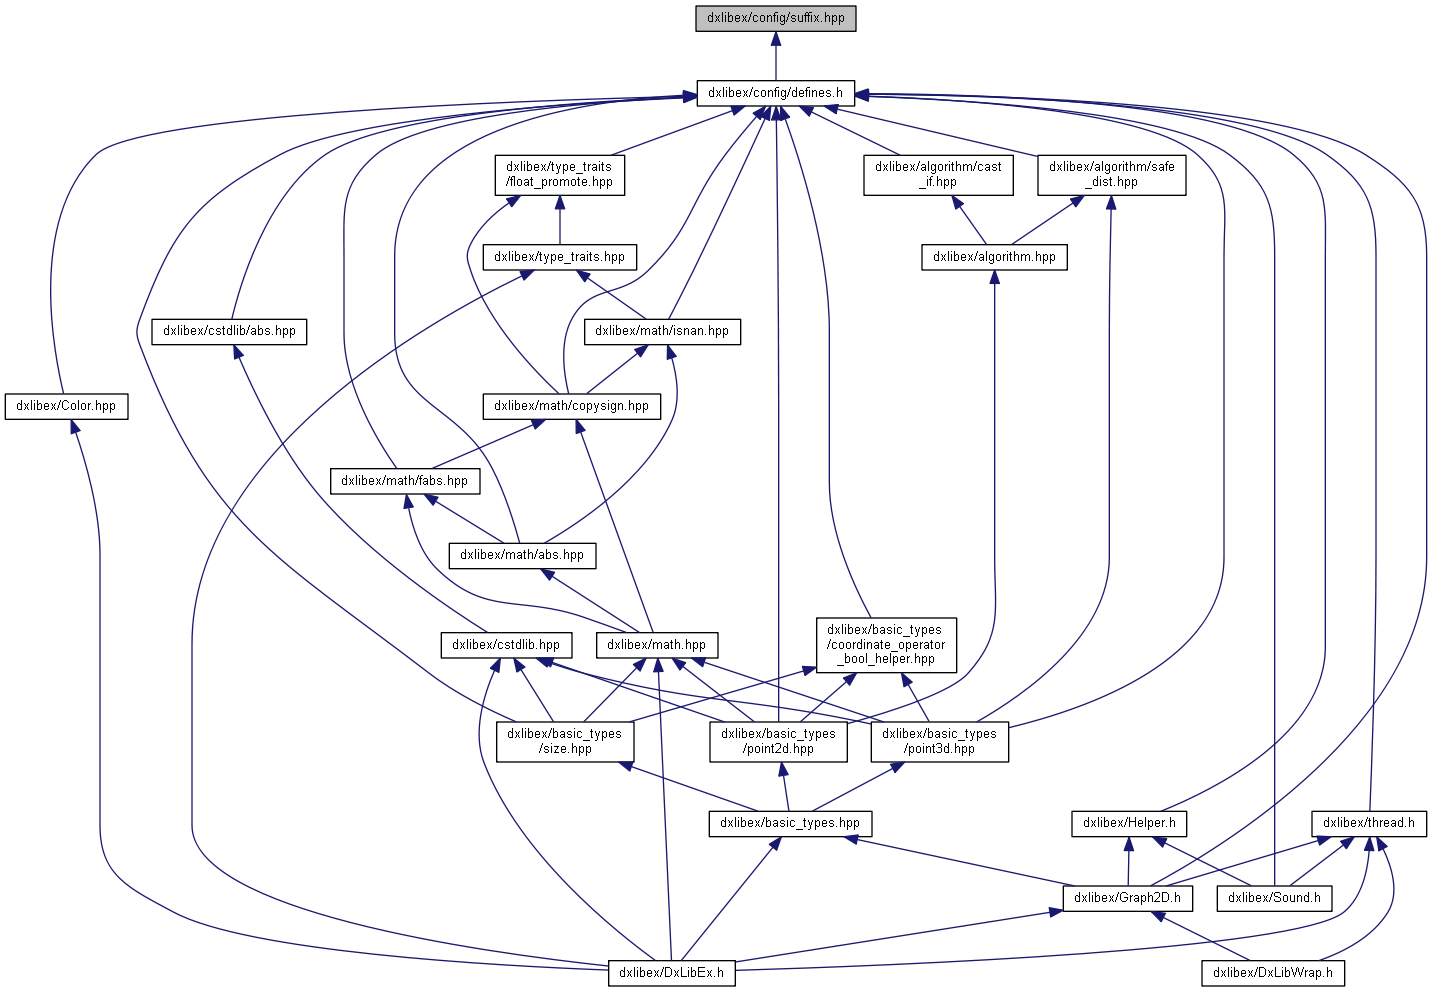 dxlibex/config/suffix.hpp
dxlibex/config/defines.h
dxlibex/type_traits
/float_promote.hpp
dxlibex/algorithm/cast
_if.hpp
dxlibex/algorithm/safe
_dist.hpp
dxlibex/type_traits.hpp
dxlibex/algorithm.hpp
dxlibex/cstdlib/abs.hpp
dxlibex/math/isnan.hpp
dxlibex/Color.hpp
dxlibex/math/copysign.hpp
dxlibex/math/fabs.hpp
dxlibex/math/abs.hpp
dxlibex/cstdlib.hpp
dxlibex/math.hpp
dxlibex/basic_types
/coordinate_operator
_bool_helper.hpp
dxlibex/basic_types
/size.hpp
dxlibex/basic_types
/point2d.hpp
dxlibex/basic_types
/point3d.hpp
dxlibex/basic_types.hpp
dxlibex/Helper.h
dxlibex/thread.h
dxlibex/Graph2D.h
dxlibex/Sound.h
dxlibex/DxLibEx.h
dxlibex/DxLibWrap.h